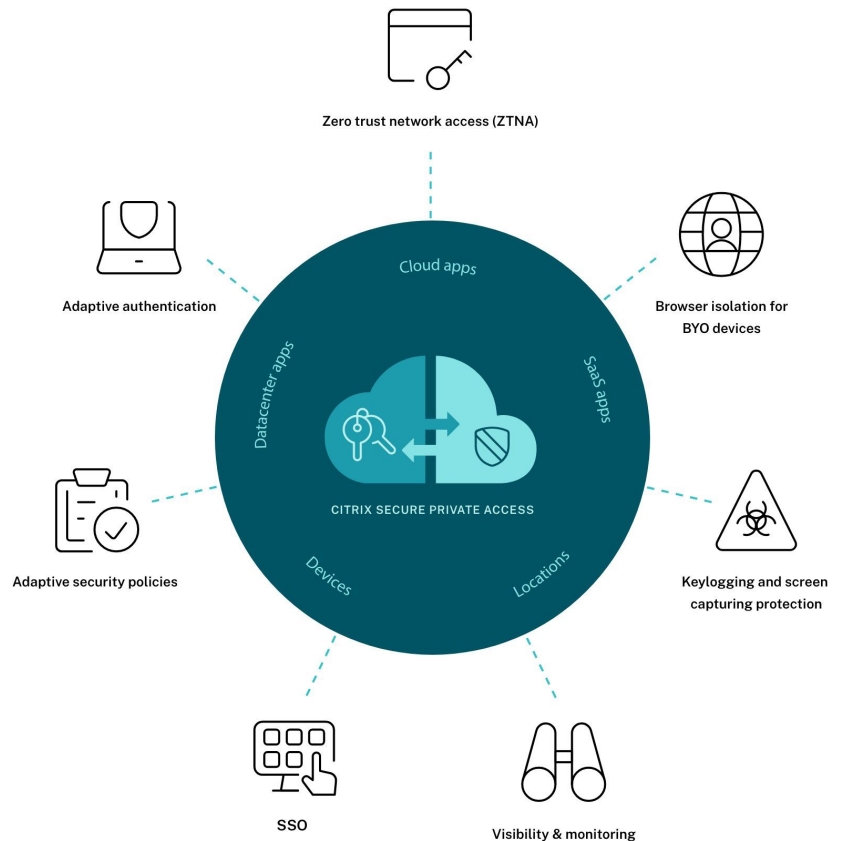 Zero trust network access (ZTNA)
Adaptive authentication
Browser isolation for
BYO devices
Cloud apps
Datacenter apps
SaaS apps
CITRIX SECURE PRIVATE ACCESS
Devices
Locations
Adaptive security policies
Keylogging and screen
capturing protection
SSO
Visibility & monitoring